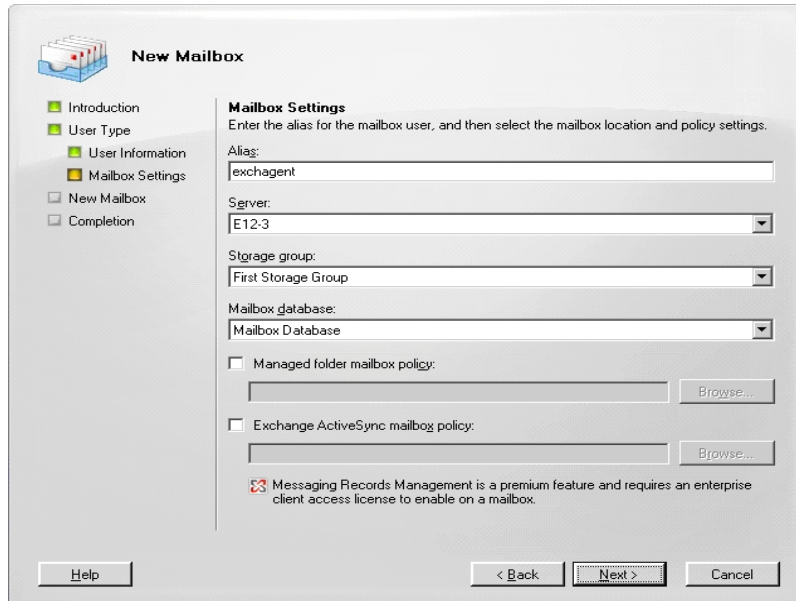 New Mailbox
Introduction
User Type
User Information
Mailbox Settings
New Mailbox
Completion
Mailbox Settings
Enter the alias for the mailbox user, and then select the mailbox location and policy settings.
Alias:
exchagent
Server:
E12-3
Storage group:
First Storage Group
Mailbox database:
Mailbox Database
Managed folder mailbox policy:
Browse...
Exchange ActiveSync mailbox policy:
Browse...
Messaging Records Management is a premium feature and requires an enterprise
client access license to enable on a mailbox.
Help
< Back
Next >
Cancel